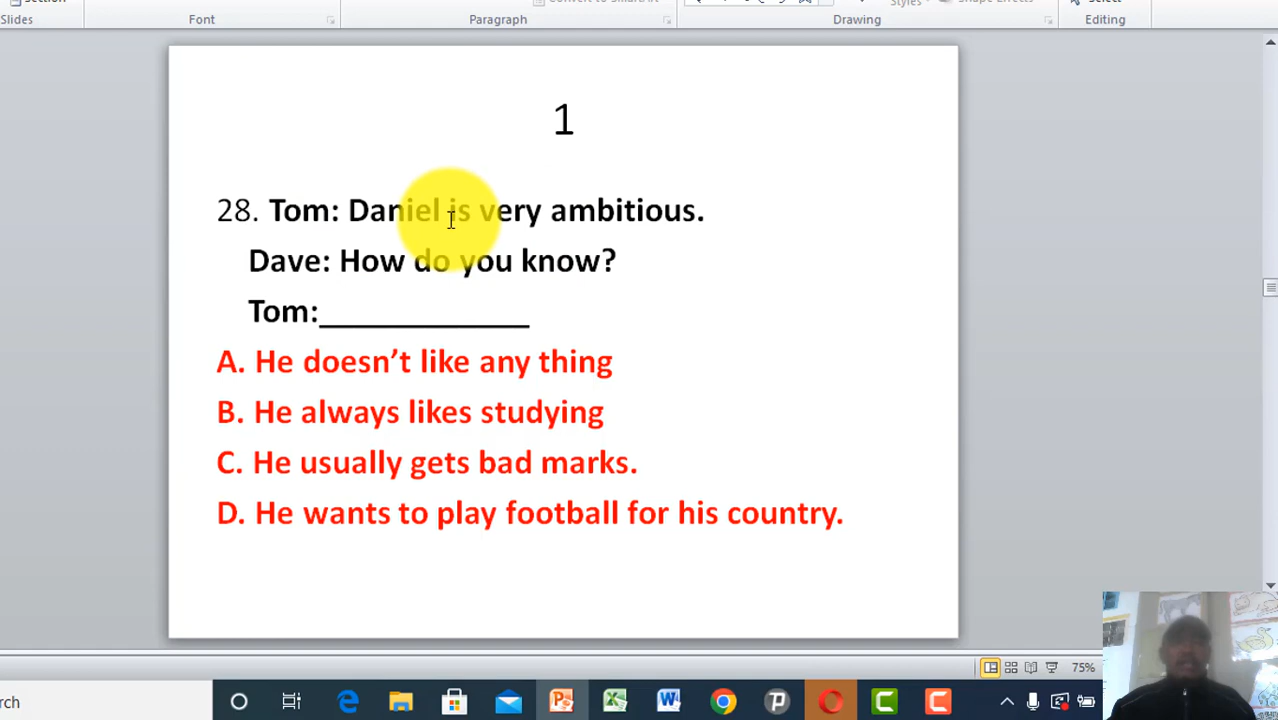 Slides
Font
Paragraph
Drawing
Editing
1
28. Tom: Daniel is very ambitious.
Dave: How do you know?
Tom:____________
A. He doesn’t like any thing
B. He always likes studying
C. He usually gets bad marks.
D. He wants to play football for his country.
75%
rch